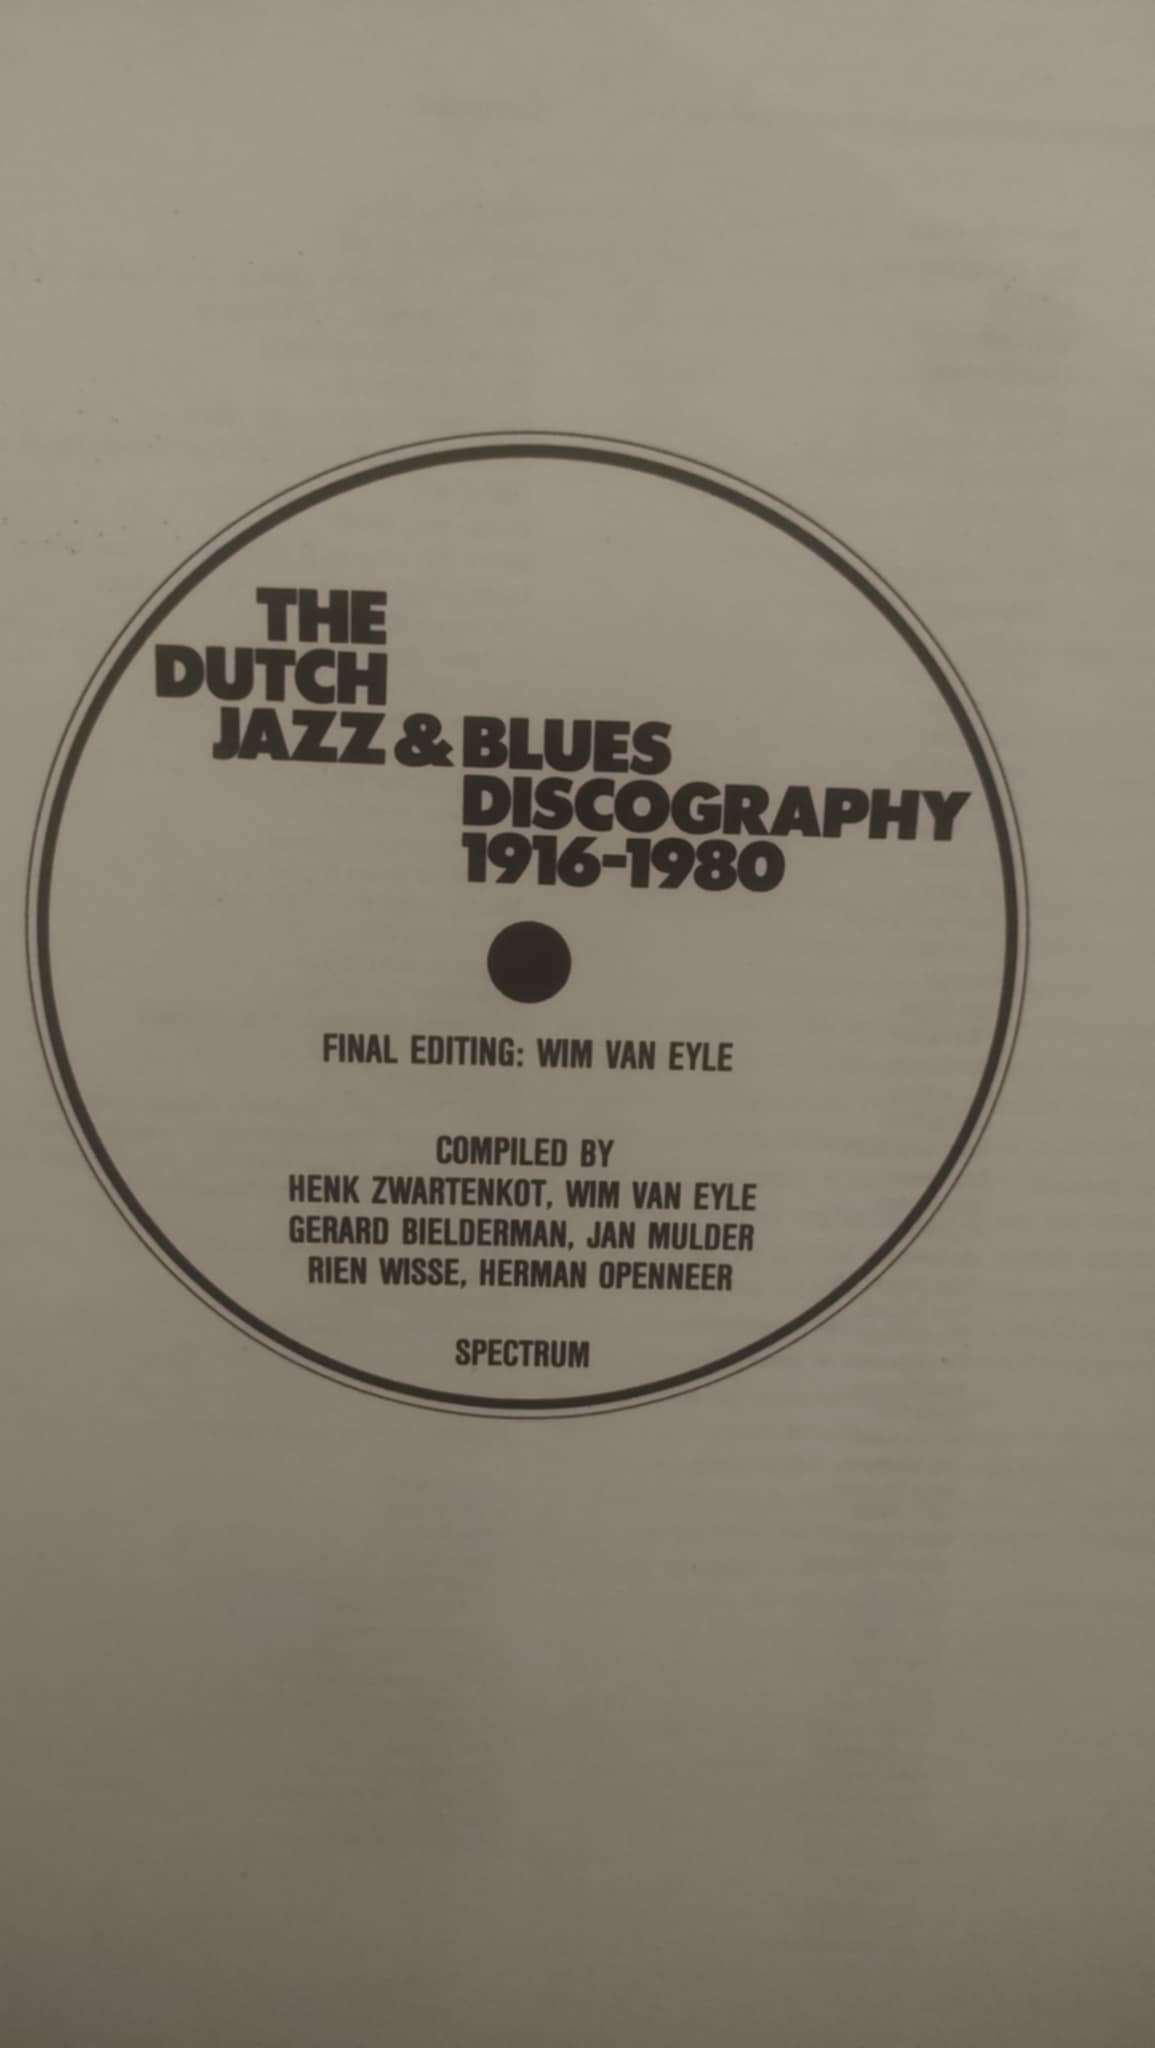 THE
DUTCH
JAZZ & BLUES
DISCOGRAPHY
1916-1980
FINAL EDITING: WIM VAN EYLE
COMPILED BY
HENK ZWARTENKOT, WIM VAN EYLE
GERARD BIELDERMAN, JAN MULDER
RIEN WISSE, HERMAN OPENNEER
SPECTRUM